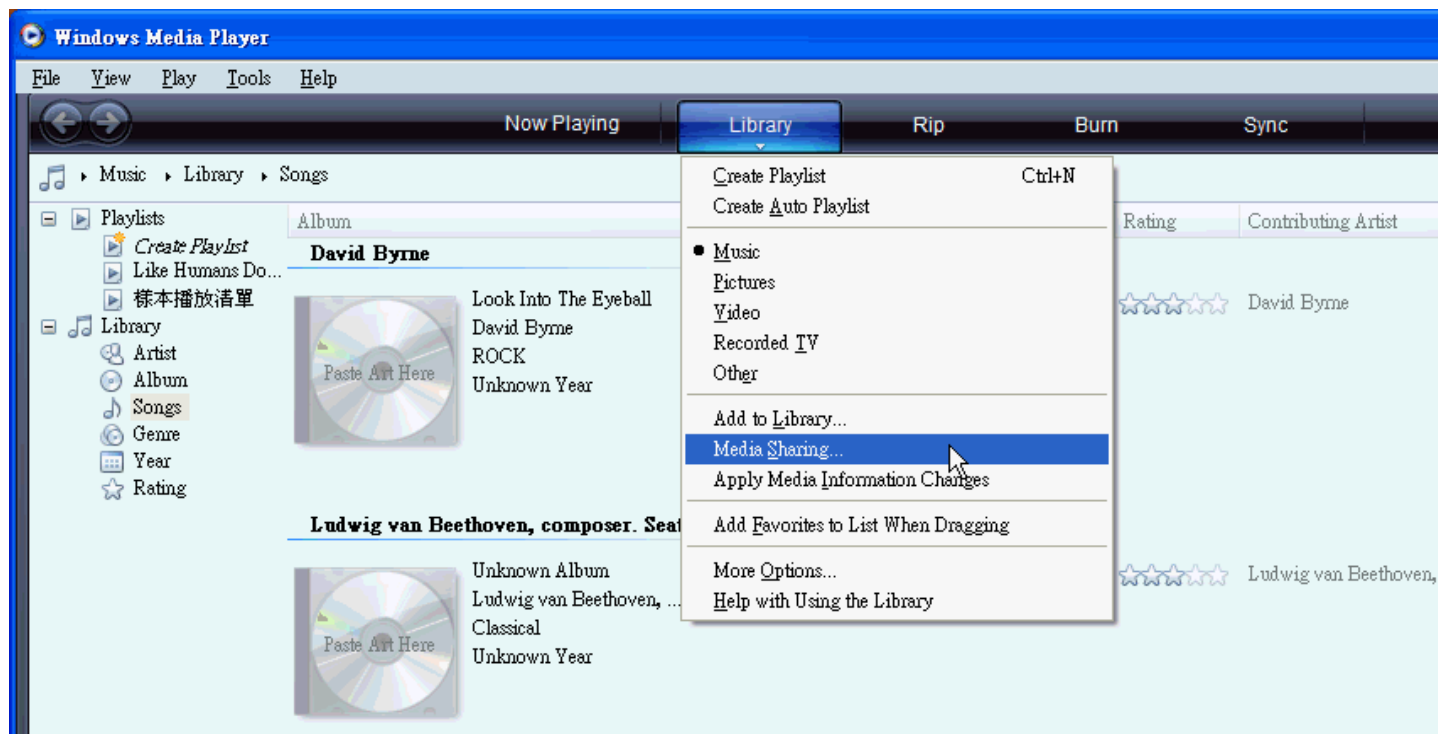 Windows Media Player
File View Play Tools Help
Now Playing Library Rip Burn Sync
Music Library Songs
Playlists
Create Playlist
Like Humans Do...
樣本播放清單
Library
Artist
Album
Songs
Genre
Year
Rating
Album Rating Contributing Artist
David Byrne
Paste Art Here
Look Into The Eyeball
David Byrne
ROCK
Unknown Year
David Byrne
Ludwig van Beethoven, composer. Seat
Paste Art Here
Unknown Album
Ludwig van Beethoven, ...
Classical
Unknown Year
Ludwig van Beethoven,
Create Playlist Ctrl+N
Create Auto Playlist
Music
Pictures
Video
Recorded TV
Other
Add to Library...
Media Sharing...
Apply Media Information Changes
Add Favorites to List When Dragging
More Options...
Help with Using the Library